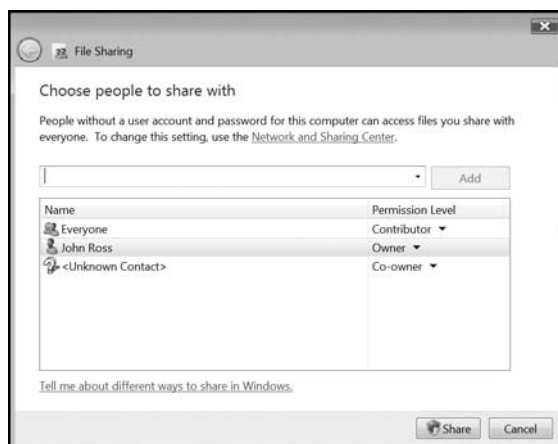 File Sharing
Choose people to share with
People without a user account and password for this computer can access files you share with
everyone. To change this setting, use the Network and Sharing Center.
Add
Name Permission Level
Everyone Contributor
John Ross Owner
<Unknown Contact> Co-owner
Tell me about different ways to share in Windows.
Share Cancel